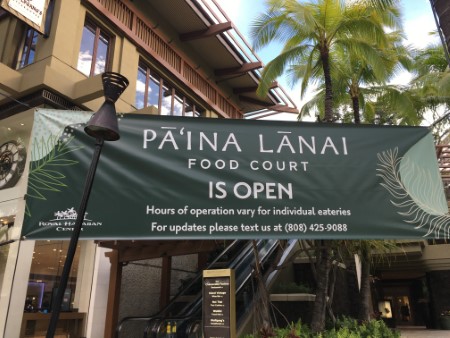 PĀ‘INA LĀNAI
FOOD COURT
IS OPEN
Hours of operation vary for individual eateries
For updates please text us at (808) 425-9088
ROYAL HAWAIIAN
CENTER